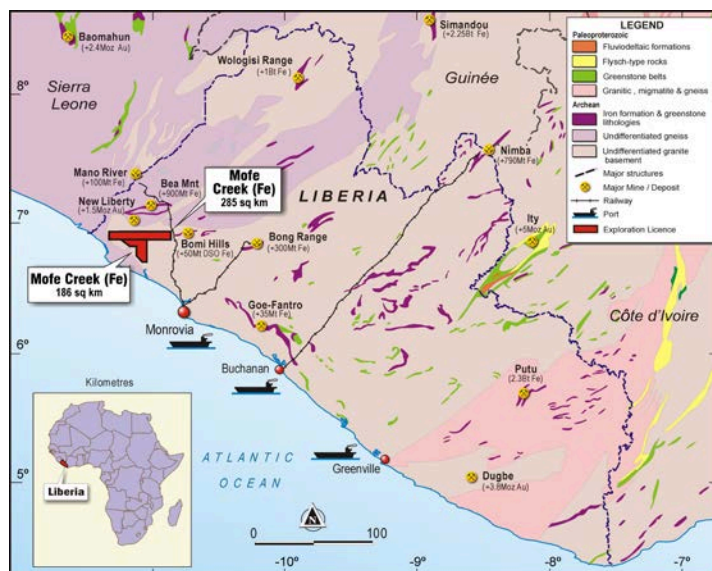 Baomahun
(+2.4Moz Au)
Simandou
(+2.25Bt Fe)
Wologisi Range
(+1Bt Fe)
Guinée
Sierra
Leone
8°
Mano River
(+100Mt Fe)
Bea Mnt
(+900Mt Fe)
Mofe
Creek (Fe)
285 sq km
Nimba
(+790Mt Fe)
LIBERIA
New Liberty
(+1.5Moz Au)
7°
Bomi Hills
(+50Mt DSO Fe)
Bong Range
(+300Mt Fe)
Ity
(+5Moz Au)
Mofe Creek (Fe)
186 sq km
Goe-Fantro
(+35Mt Fe)
Monrovia
Côte d'Ivoire
6°
Buchanan
Putu
(2.3Bt Fe)
Kilometres
ATLANTIC
OCEAN
Greenville
Dugbe
(+3.8Moz Au)
5°
Liberia
N
0
100
-10°
-9°
-8°
-7°
LEGEND
Paleoproterozoic
Fluviodeltaic formations
Flysch-type rocks
Greenstone belts
Granitic, migmatite & gneiss
Archean
Iron formation & greenstone
lithologies
Undifferentiated gneiss
Undifferentiated granite
basement
Major structures
Major Mine / Deposit
Railway
Port
Exploration Licence